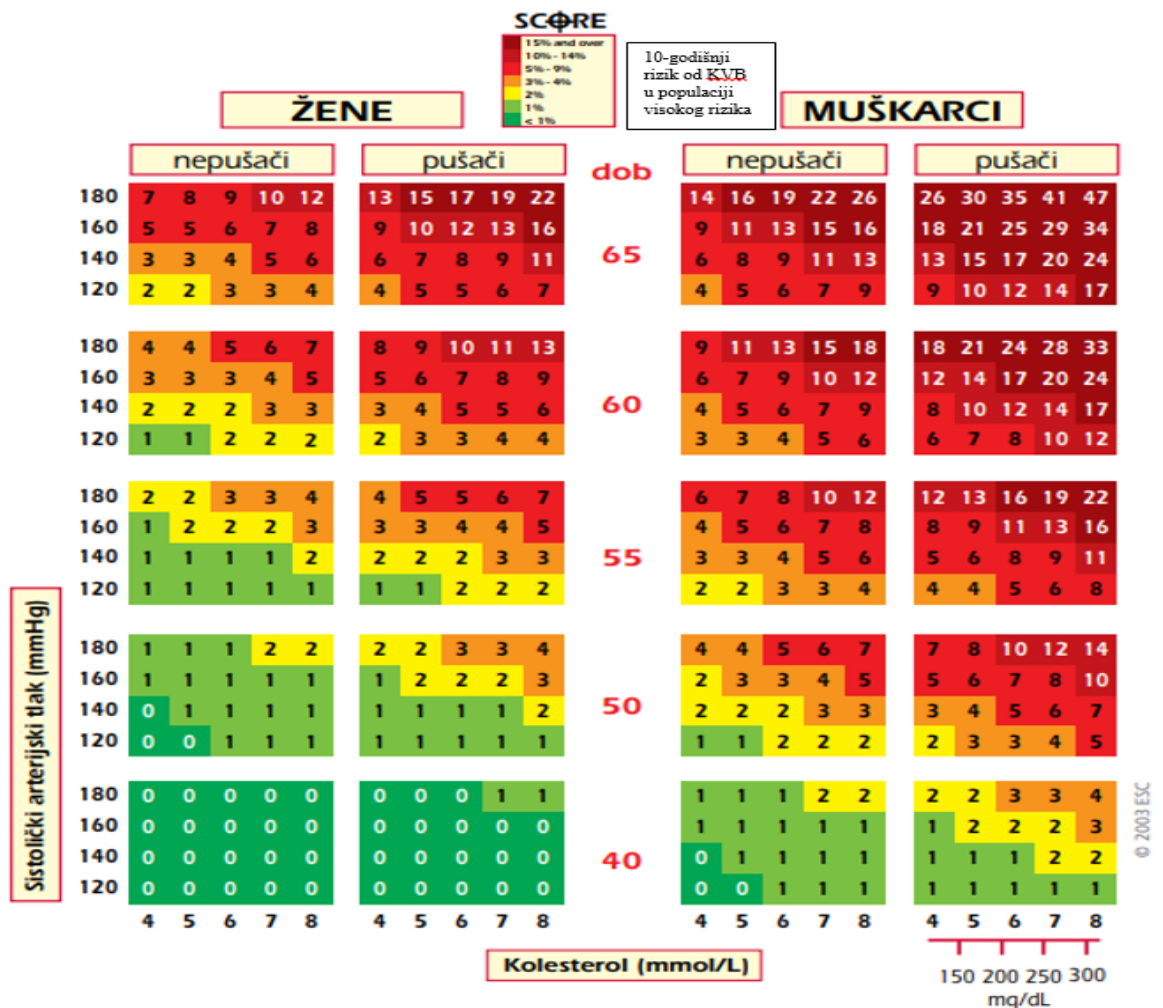 SCORE
15% and over
10% - 14%
5% - 9%
3% - 4%
2%
1%
< 1%
10-godišnji
rizik od KVB
u populaciji
visokog rizika
ŽENE
MUŠKARCI
nepušači pušači dob nepušači pušači
180 7 8 9 10 12 13 15 17 19 22 14 16 19 22 26 26 30 35 41 47
160 5 5 6 7 8 9 10 12 13 16 9 11 13 15 16 18 21 25 29 34
140 3 3 4 5 6 6 7 8 9 11 65 6 8 9 11 13 13 15 17 20 24
120 2 2 3 3 4 4 5 5 6 7 4 5 6 7 9 9 10 12 14 17
180 4 4 5 6 7 8 9 10 11 13 9 11 13 15 18 18 21 24 28 33
160 3 3 3 4 5 5 6 7 8 9 6 7 9 10 12 12 14 17 20 24
140 2 2 2 3 3 3 4 5 5 6 60 4 5 6 7 9 8 10 12 14 17
120 1 1 2 2 2 2 3 3 4 4 3 3 4 5 6 6 7 8 10 12
180 2 2 3 3 4 4 5 5 6 7 6 7 8 10 12 12 13 16 19 22
160 1 2 2 2 3 3 3 4 4 5 4 5 6 7 8 8 9 11 13 16
140 1 1 1 1 2 2 2 2 3 3 55 3 3 4 5 6 5 6 8 9 11
120 1 1 1 1 1 1 1 2 2 2 2 2 3 3 4 4 4 5 6 8
180 1 1 1 2 2 2 2 3 3 4 4 4 5 6 7 7 8 10 12 14
160 1 1 1 1 1 1 2 2 2 3 2 3 3 4 5 5 6 7 8 10
140 0 1 1 1 1 1 1 1 1 2 50 2 2 2 3 3 3 4 5 6 7
120 0 0 1 1 1 1 1 1 1 1 1 1 2 2 2 2 3 3 4 5
180 0 0 0 0 0 0 0 0 1 1 1 1 1 2 2 2 2 3 3 4
160 0 0 0 0 0 0 0 0 0 0 1 1 1 1 1 1 2 2 2 3
140 0 0 0 0 0 0 0 0 0 0 40 0 1 1 1 1 1 1 1 2 2
120 0 0 0 0 0 0 0 0 0 0 0 0 1 1 1 1 1 1 1 1
4 5 6 7 8 4 5 6 7 8 4 5 6 7 8 4 5 6 7 8
Sistolički arterijski tlak (mmHg)
Kolesterol (mmol/L)
150 200 250 300
mg/dL
© 2003 ESC